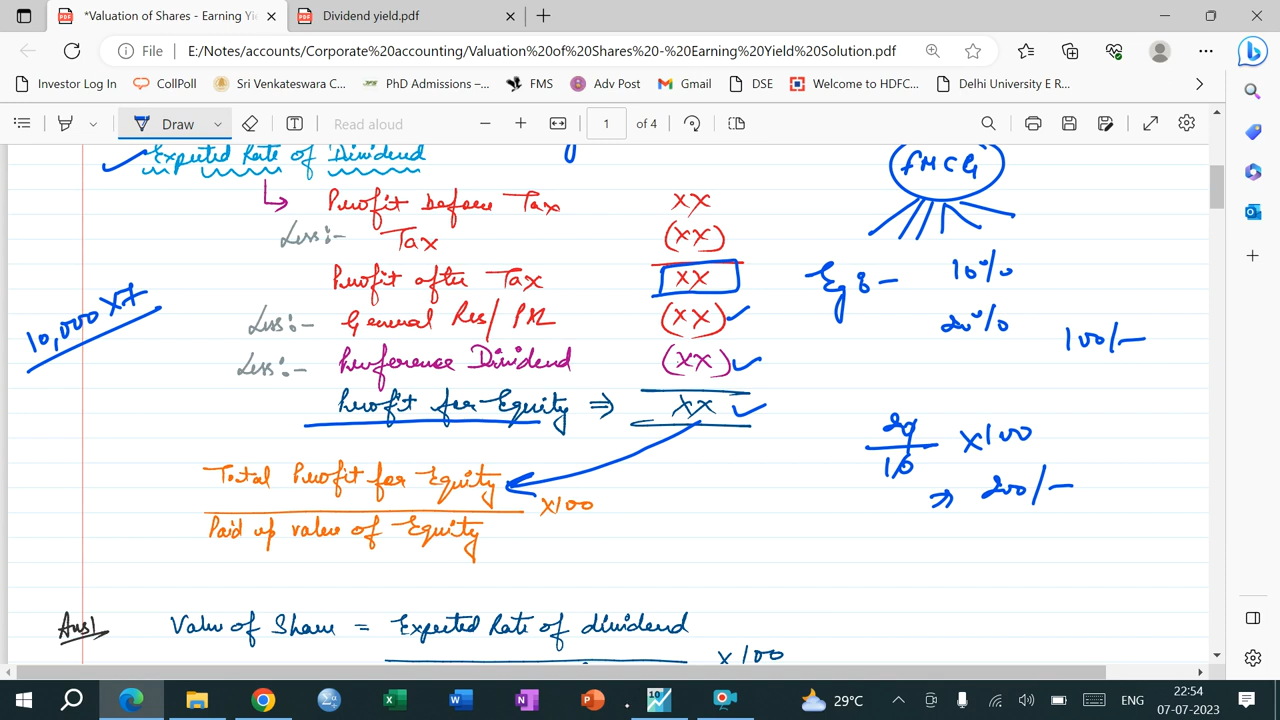 *Valuation of Shares - Earning Yi
Dividend yield.pdf
File
E:/Notes/accounts/Corporate%20accounting/Valuation%20of%20Shares%20-%20Earning%20Yield%20Solution.pdf
Investor Log In
CollPoll
Sri Venkateswara C...
PhD Admissions –...
FMS
Adv Post
Gmail
DSE
Welcome to HDFC...
Delhi University E R...
Draw
Read aloud
1 of 4
Expected Rate of Dividend
FMCG
Profit before Tax XX
Less:- Tax (XX)
Profit after Tax XX
Eg:- 10%
20%
100/-
10,000 X 7
Less:- General Res/ P&L (XX)
Less:- Preference Dividend (XX)
Profit for Equity ⇒ XX
20
10
X100
⇒ 200/-
Total Profit for Equity
X100
Paid up value of Equity
Ans1 Value of Share = Expected Rate of dividend
X100
29°C
ENG
22:54
07-07-2023